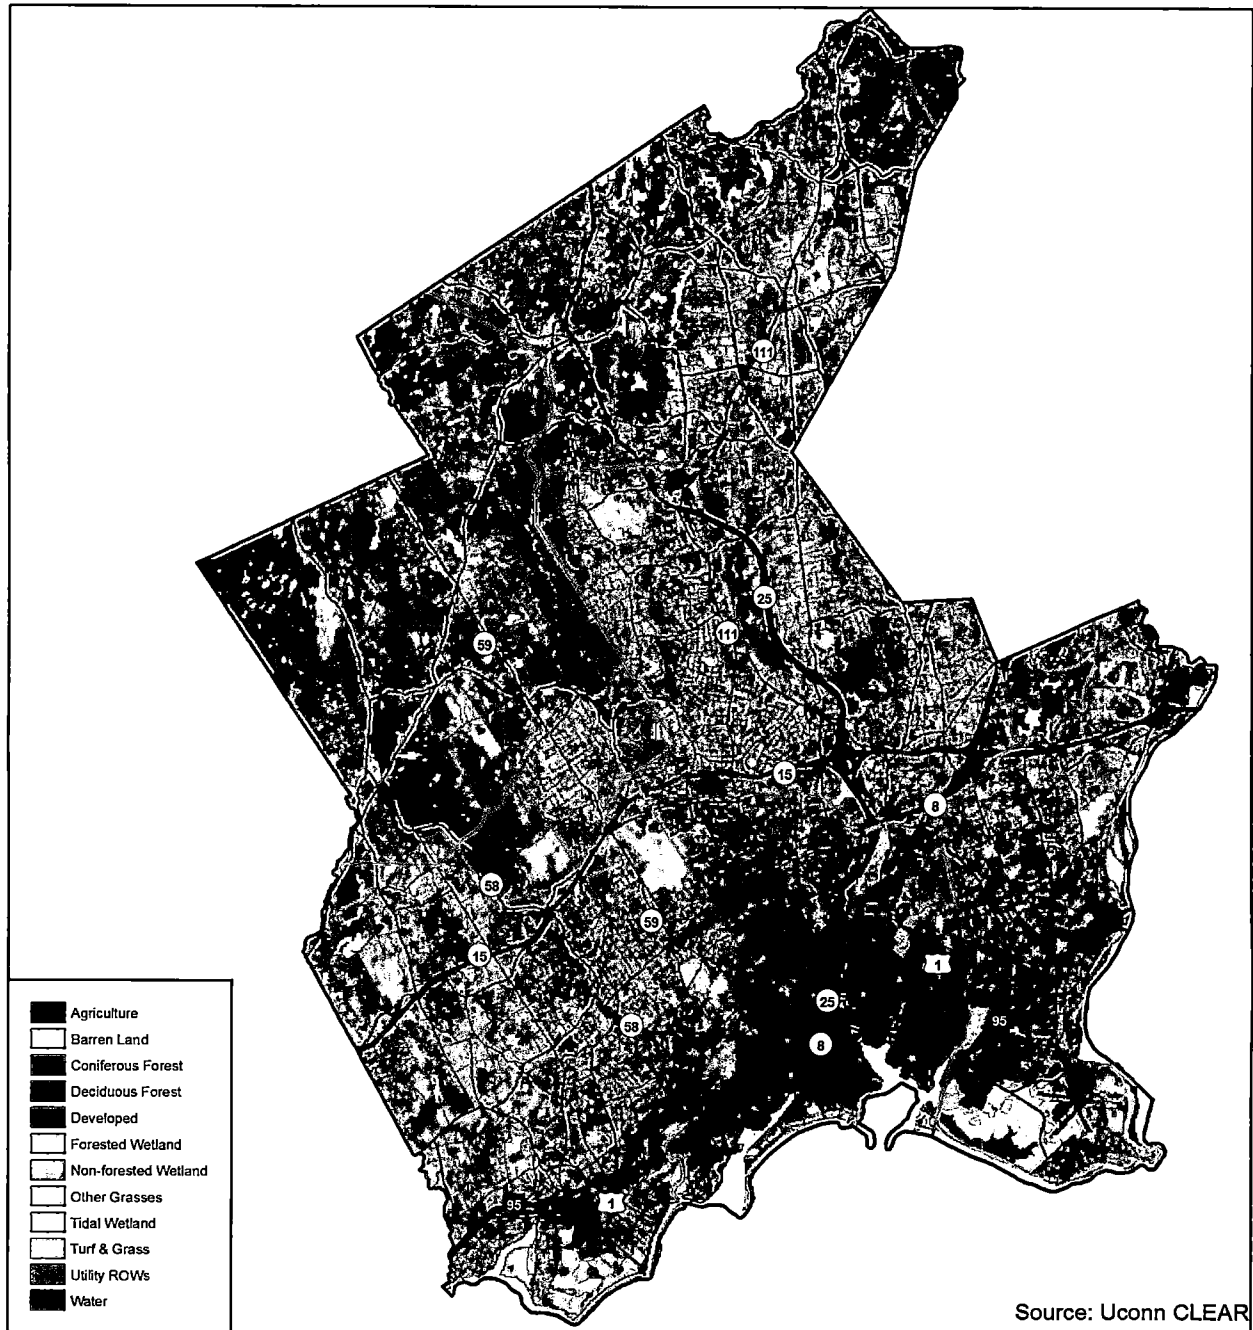 111
25
111
59
15
8
58
59
15
1
25
58
95
8
95
1
Agriculture
Barren Land
Coniferous Forest
Deciduous Forest
Developed
Forested Wetland
Non-forested Wetland
Other Grasses
Tidal Wetland
Turf & Grass
Utility ROWs
Water
Source: Uconn CLEAR